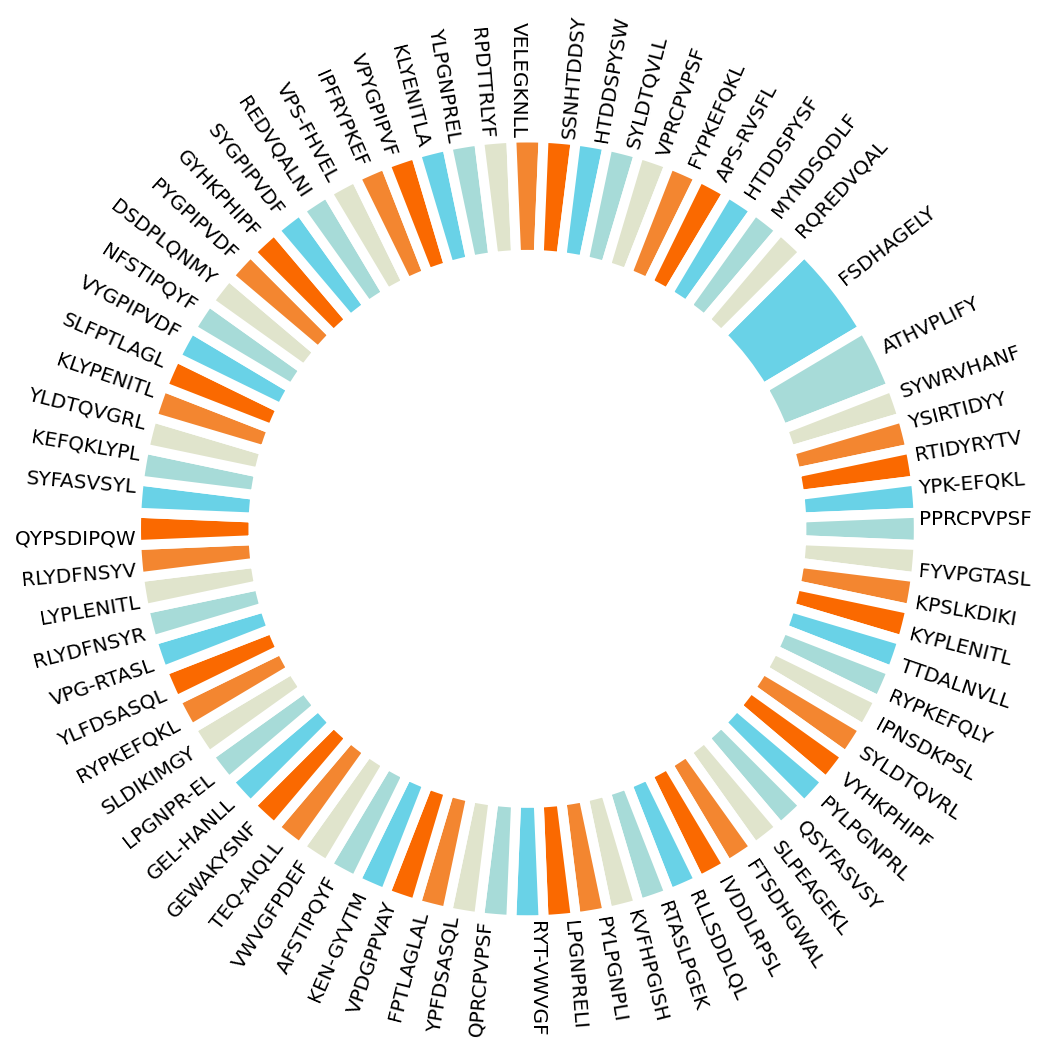 VELEGKNLL
SSNHTDDSY
HTDDSPYSW
SYLDTQVLL
VPRCPVPSF
FYPKEFQKL
APS-RVSFL
HTDDSPYSF
MYNDSQDLF
RQREDVQAL
FSDHAGELY
ATHVPLIFY
SYWRVHANF
YSIRTIDYY
RTIDYRYTV
YPK-EFQKL
PPRCPVPSF
FYVPGTASL
KPSLKDIKI
KYPLENITL
TTDALNVLL
RYPKEFQLY
IPNSDKPSL
SYLDTQVRL
VYHKPHIPF
PYLPGNPRL
QSYFASVSY
SLPEAGEKL
FTSDHGWAL
IVDDLRPSL
RLLSDDLQL
RTASLPGEK
KVFHPGISH
PYLPGNPLI
LPGNPRELI
RYT-VWVGF
QPRCPVPSF
YPFDSASQL
FPTLAGLAL
VPDGPPVAY
KEN-GYVTM
AFSTIPQYF
VWVGFPDEF
TEQ-AIQLL
GEWAKYSNF
GEL-HANLL
LPGNPR-EL
SLDIKIMGY
RYPKEFQKL
YLFDSASQL
VPG-RTASL
RLYDFNSYR
LYPLENITL
RLYDFNSYV
QYPSDIPQW
SYFASVSYL
KEFQKLYPL
YLDTQVGRL
KLYPENITL
SLFPTLAGL
VYGPIPVDF
NFSTIPQYF
DSDPLQNMY
PYGPIPVDF
GYHKPHIPF
SYGPIPVDF
REDVQALNI
VPS-FHVEL
IPFRYPKEF
VPYGPIPVF
KLYENITLA
YLPGNPREL
RPDTTRLYF